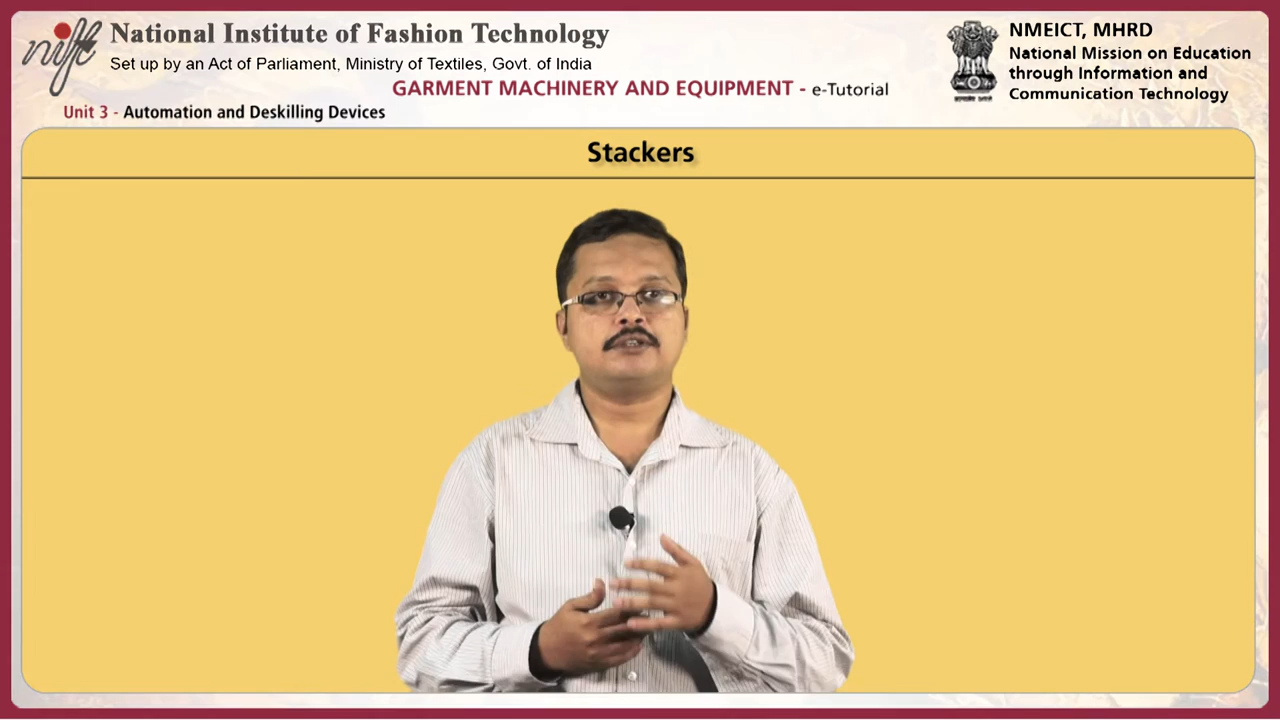 nift
National Institute of Fashion Technology
Set up by an Act of Parliament, Ministry of Textiles, Govt. of India
GARMENT MACHINERY AND EQUIPMENT - e-Tutorial
Unit 3 - Automation and Deskilling Devices
NMEICT, MHRD
National Mission on Education
through Information and
Communication Technology
Stackers